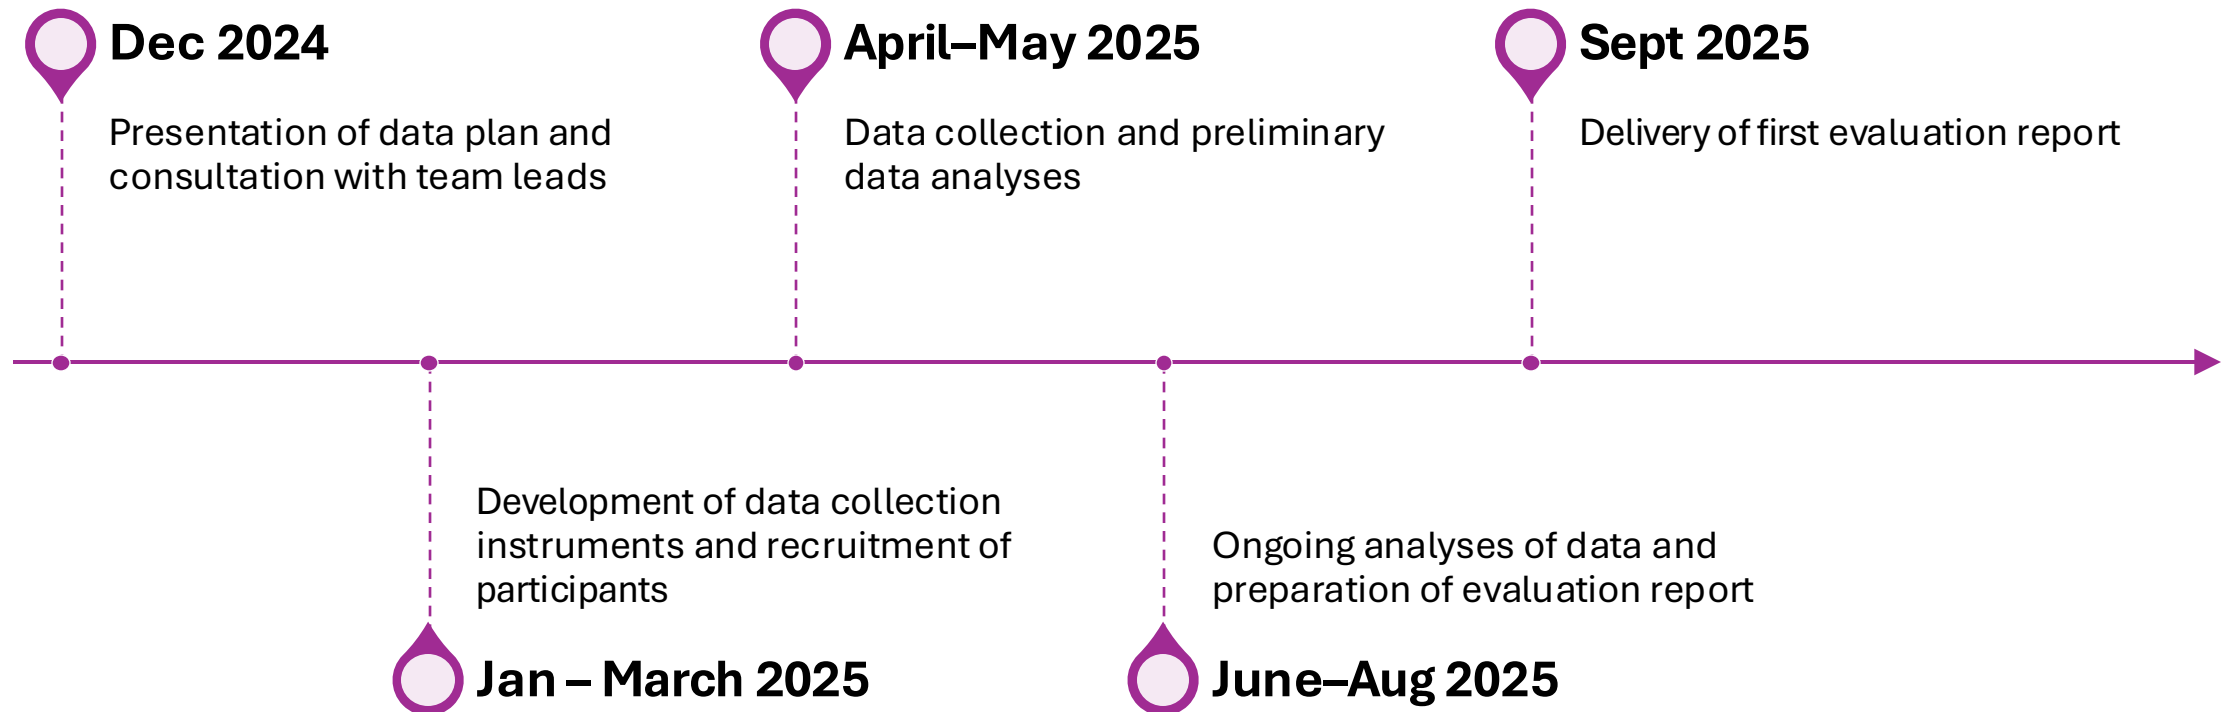 Dec 2024
Presentation of data plan and
consultation with team leads
Development of data collection
instruments and recruitment of
participants
Jan – March 2025
April–May 2025
Data collection and preliminary
data analyses
Ongoing analyses of data and
preparation of evaluation report
June–Aug 2025
Sept 2025
Delivery of first evaluation report